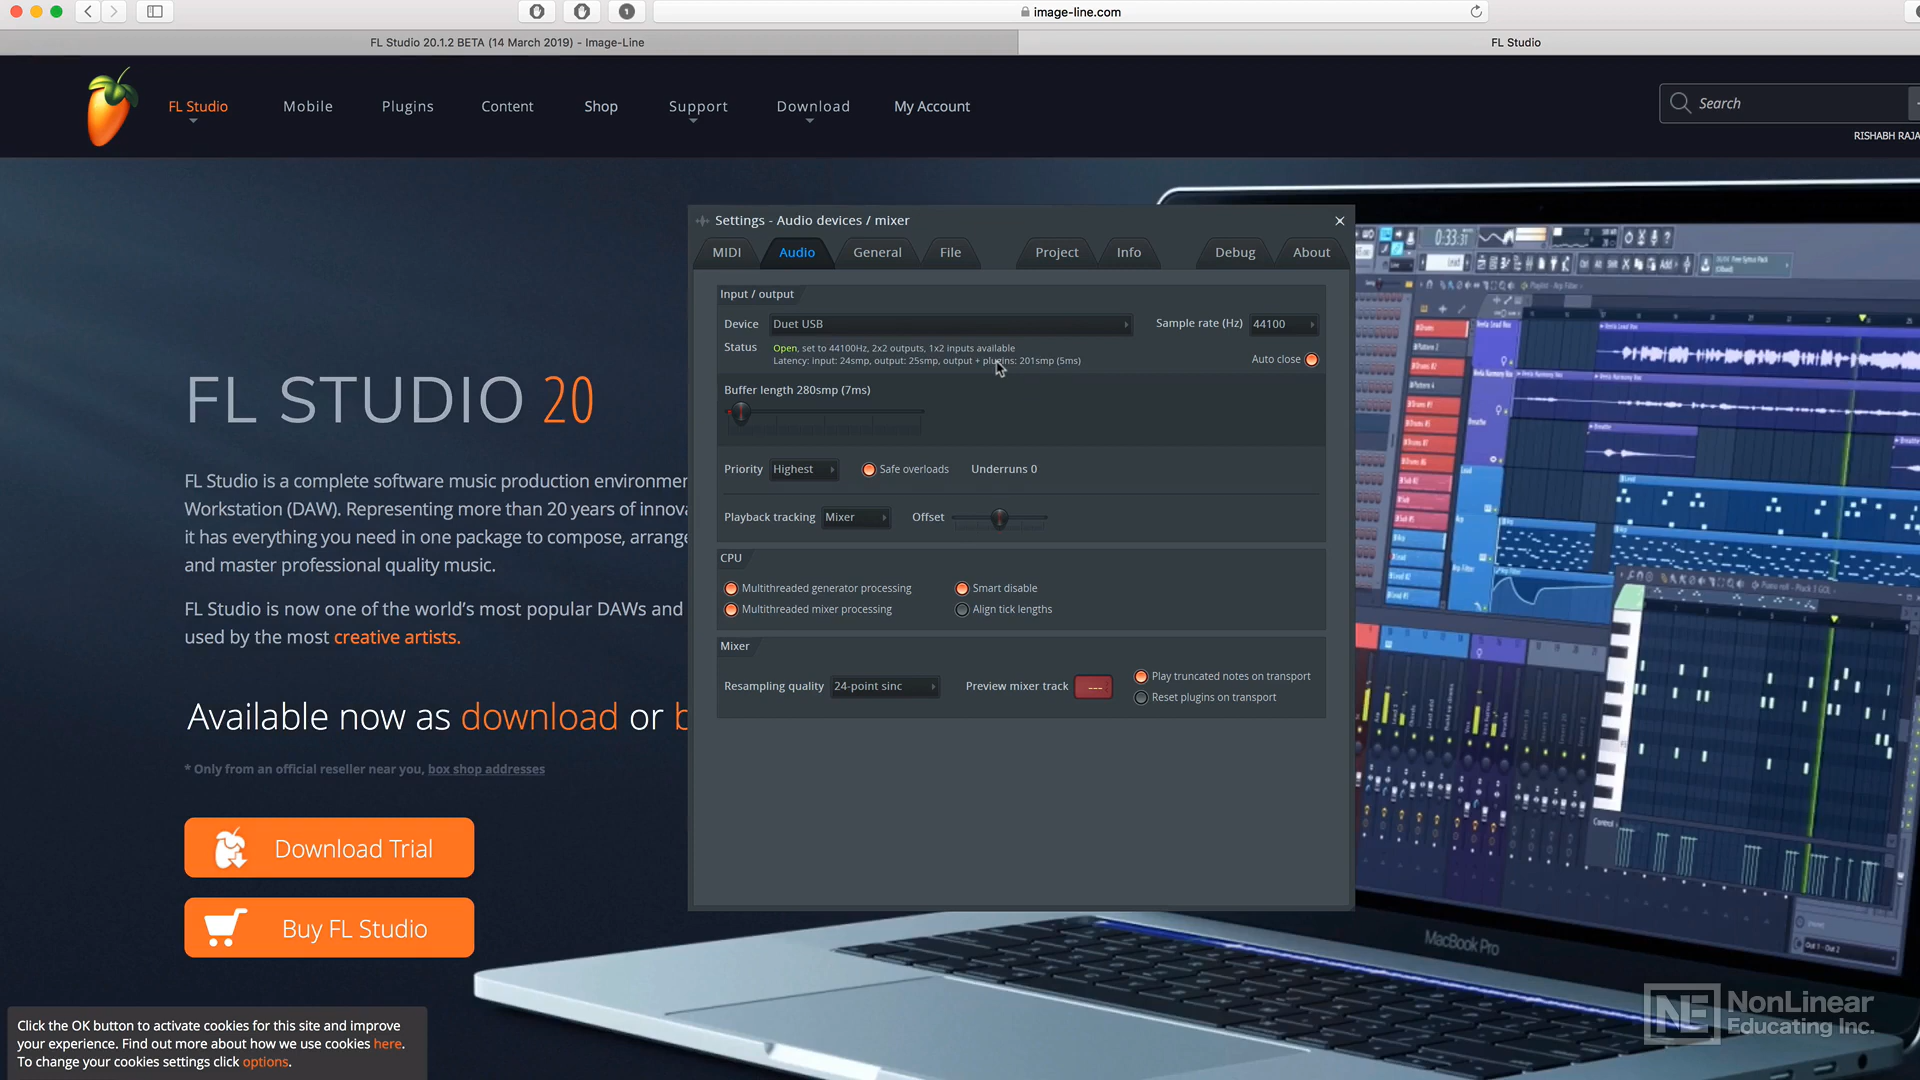 image-line.com
FL Studio 20.1.2 BETA (14 March 2019) - Image-Line
FL Studio
FL Studio
Mobile
Plugins
Content
Shop
Support
Download
My Account
Search
RISHABH RAJA
Settings - Audio devices / mixer
MIDI
Audio
General
File
Project
Info
Debug
About
Input / output
Device
Duet USB
Sample rate (Hz)
44100
Status
Open, set to 44100Hz, 2x2 outputs, 1x2 inputs available
Latency: input: 24smp, output: 25smp, output + plugins: 201smp (5ms)
Auto close
Buffer length 280smp (7ms)
Priority
Highest
Safe overloads
Underruns 0
Playback tracking
Mixer
Offset
CPU
Multithreaded generator processing
Smart disable
Multithreaded mixer processing
Align tick lengths
Mixer
Resampling quality
24-point sinc
Preview mixer track
---
Play truncated notes on transport
Reset plugins on transport
FL STUDIO 20
FL Studio is a complete software music production environme
Workstation (DAW). Representing more than 20 years of innova
it has everything you need in one package to compose, arrange
and master professional quality music.
FL Studio is now one of the world's most popular DAWs and
used by the most creative artists.
Available now as download or b
* Only from an official reseller near you, box shop addresses
Download Trial
Buy FL Studio
Click the OK button to activate cookies for this site and improve
your experience. Find out more about how we use cookies here.
To change your cookies settings click options.
0:33:31
MacBook Pro
NE
NonLinear
Educating Inc.